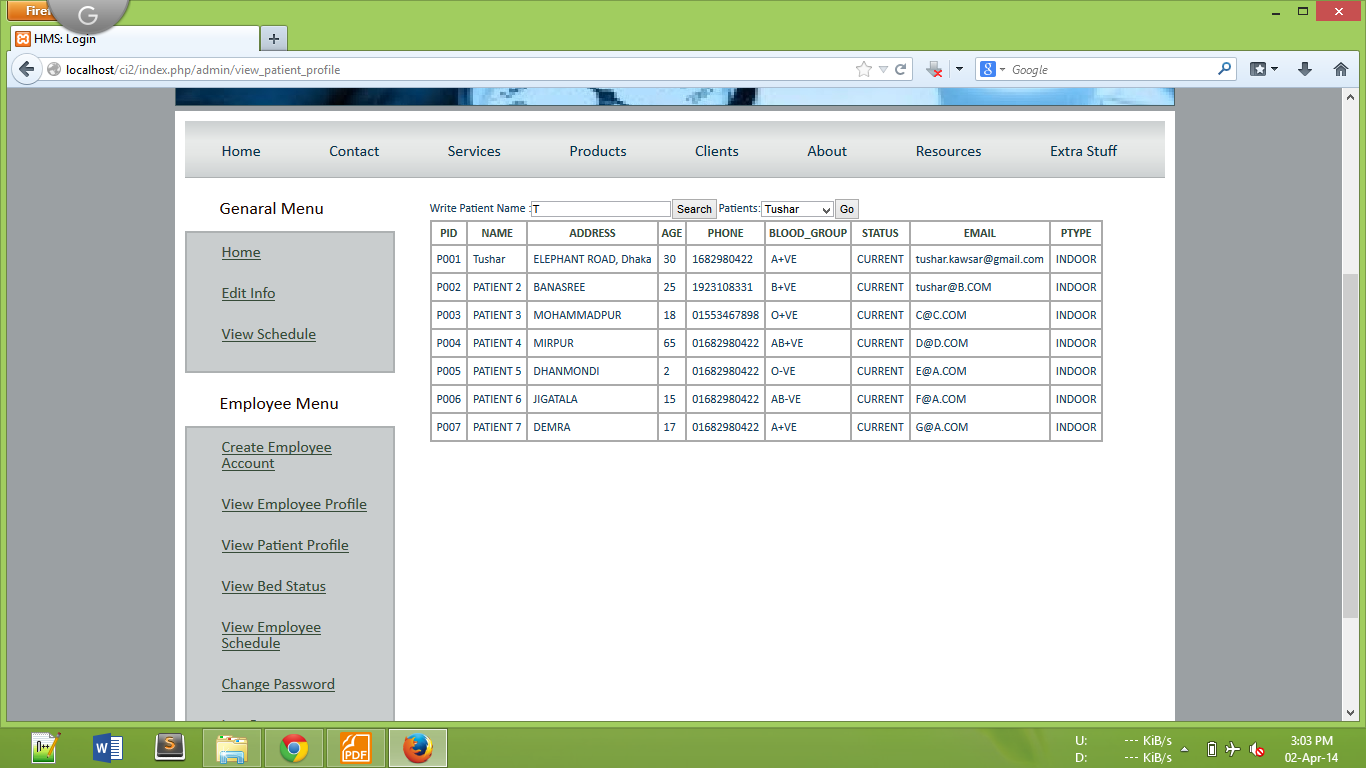 Firef
G
HMS: Login
localhost/ci2/index.php/admin/view_patient_profile
Google
Home Contact Services Products Clients About Resources Extra Stuff
Genaral Menu
Home
Edit Info
View Schedule
Employee Menu
Create Employee
Account
View Employee Profile
View Patient Profile
View Bed Status
View Employee
Schedule
Change Password
Write Patient Name : T Search Patients: Tushar Go
PID NAME ADDRESS AGE PHONE BLOOD_GROUP STATUS EMAIL PTYPE
P001 Tushar ELEPHANT ROAD, Dhaka 30 1682980422 A+VE CURRENT tushar.kawsar@gmail.com INDOOR
P002 PATIENT 2 BANASREE 25 1923108331 B+VE CURRENT tushar@B.COM INDOOR
P003 PATIENT 3 MOHAMMADPUR 18 01553467898 O+VE CURRENT C@C.COM INDOOR
P004 PATIENT 4 MIRPUR 65 01682980422 AB+VE CURRENT D@D.COM INDOOR
P005 PATIENT 5 DHANMONDI 2 01682980422 O-VE CURRENT E@A.COM INDOOR
P006 PATIENT 6 JIGATALA 15 01682980422 AB-VE CURRENT F@A.COM INDOOR
P007 PATIENT 7 DEMRA 17 01682980422 A+VE CURRENT G@A.COM INDOOR
U: --- KiB/s
D: --- KiB/s
3:03 PM
02-Apr-14
PDF